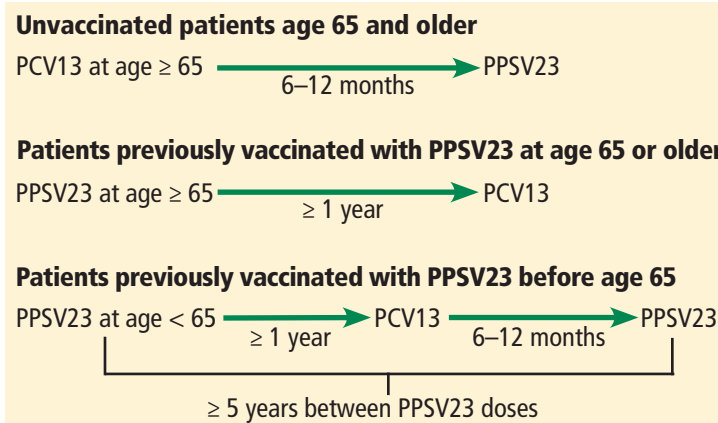 Unvaccinated patients age 65 and older
PCV13 at age ≥ 65 PPSV23
6–12 months
Patients previously vaccinated with PPSV23 at age 65 or older
PPSV23 at age ≥ 65 PCV13
≥ 1 year
Patients previously vaccinated with PPSV23 before age 65
PPSV23 at age < 65 PCV13 PPSV23
≥ 1 year 6–12 months
≥ 5 years between PPSV23 doses